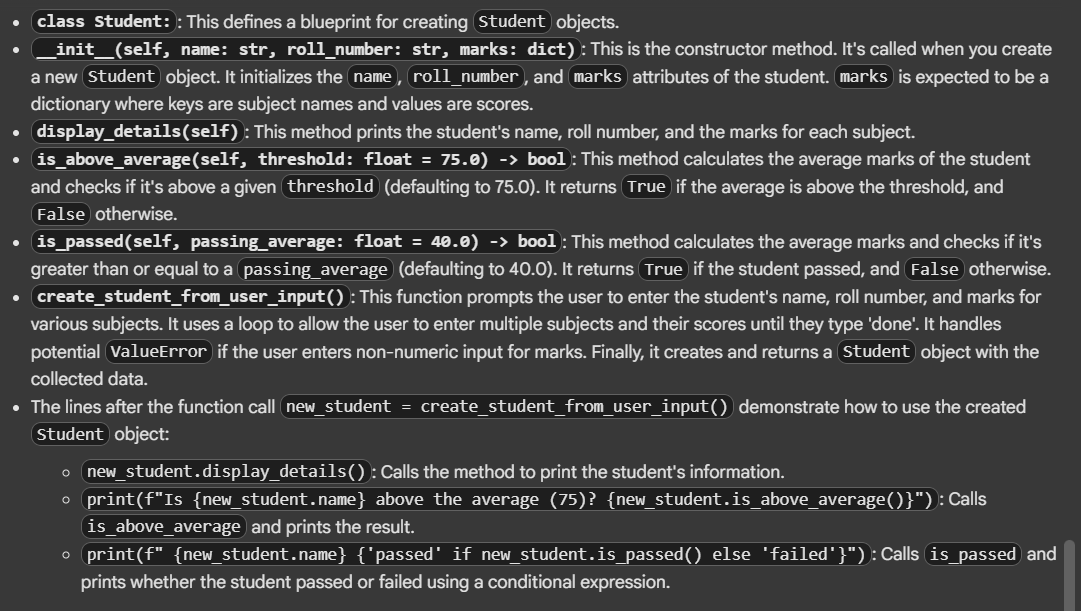 class Student: : This defines a blueprint for creating Student objects.
__init__(self, name: str, roll_number: str, marks: dict) : This is the constructor method. It's called when you create
a new Student object. It initializes the name , roll_number , and marks attributes of the student. marks is expected to be a
dictionary where keys are subject names and values are scores.
display_details(self) : This method prints the student's name, roll number, and the marks for each subject.
is_above_average(self, threshold: float = 75.0) -> bool : This method calculates the average marks of the student
and checks if it's above a given threshold (defaulting to 75.0). It returns True if the average is above the threshold, and
False otherwise.
is_passed(self, passing_average: float = 40.0) -> bool : This method calculates the average marks and checks if it's
greater than or equal to a passing_average (defaulting to 40.0). It returns True if the student passed, and False otherwise.
create_student_from_user_input() : This function prompts the user to enter the student's name, roll number, and marks for
various subjects. It uses a loop to allow the user to enter multiple subjects and their scores until they type 'done'. It handles
potential ValueError if the user enters non-numeric input for marks. Finally, it creates and returns a Student object with the
collected data.
The lines after the function call new_student = create_student_from_user_input() demonstrate how to use the created
Student object:
new_student.display_details() : Calls the method to print the student's information.
print(f"Is {new_student.name} above the average (75)? {new_student.is_above_average()}") : Calls
is_above_average and prints the result.
print(f" {new_student.name} {'passed' if new_student.is_passed() else 'failed'}") : Calls is_passed and
prints whether the student passed or failed using a conditional expression.